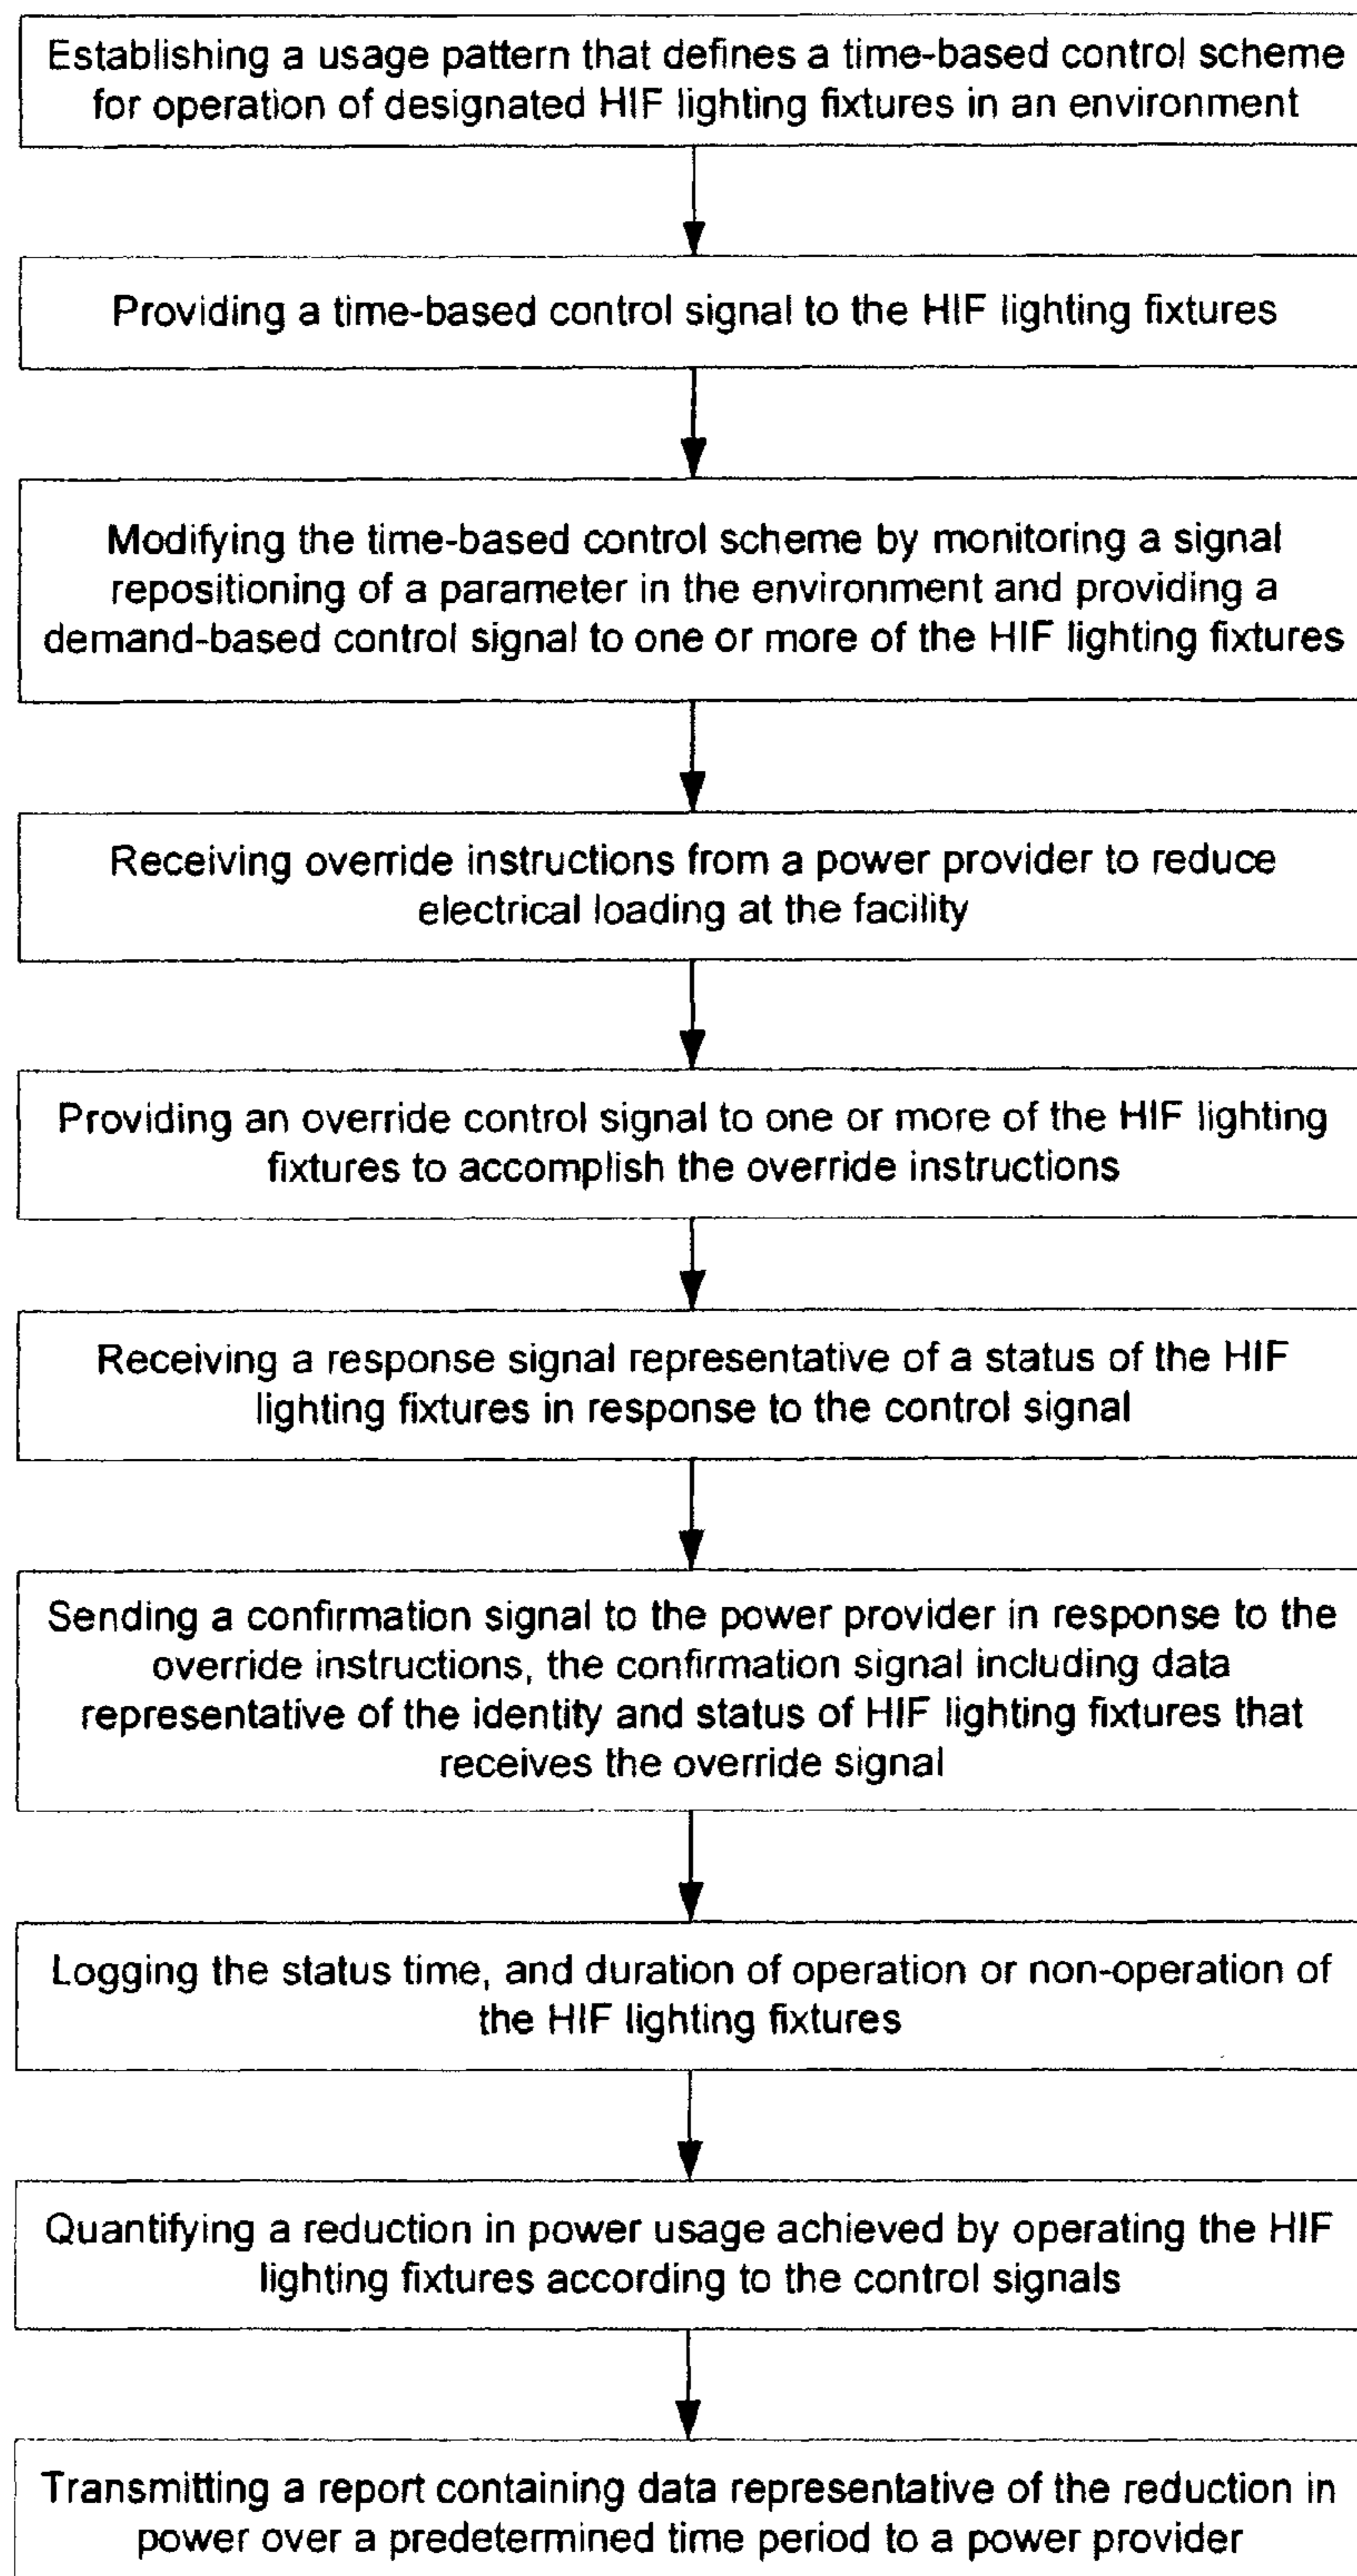 Establishing a usage pattern that defines a time-based control scheme
for operation of designated HIF lighting fixtures in an environment
Providing a time-based control signal to the HIF lighting fixtures
Modifying the time-based control scheme by monitoring a signal
repositioning of a parameter in the environment and providing a
demand-based control signal to one or more of the HIF lighting fixtures
Receiving override instructions from a power provider to reduce
electrical loading at the facility
Providing an override control signal to one or more of the HIF lighting
fixtures to accomplish the override instructions
Receiving a response signal representative of a status of the HIF
lighting fixtures in response to the control signal
Sending a confirmation signal to the power provider in response to the
override instructions, the confirmation signal including data
representative of the identity and status of HIF lighting fixtures that
receives the override signal
Logging the status time, and duration of operation or non-operation of
the HIF lighting fixtures
Quantifying a reduction in power usage achieved by operating the HIF
lighting fixtures according to the control signals
Transmitting a report containing data representative of the reduction in
power over a predetermined time period to a power provider